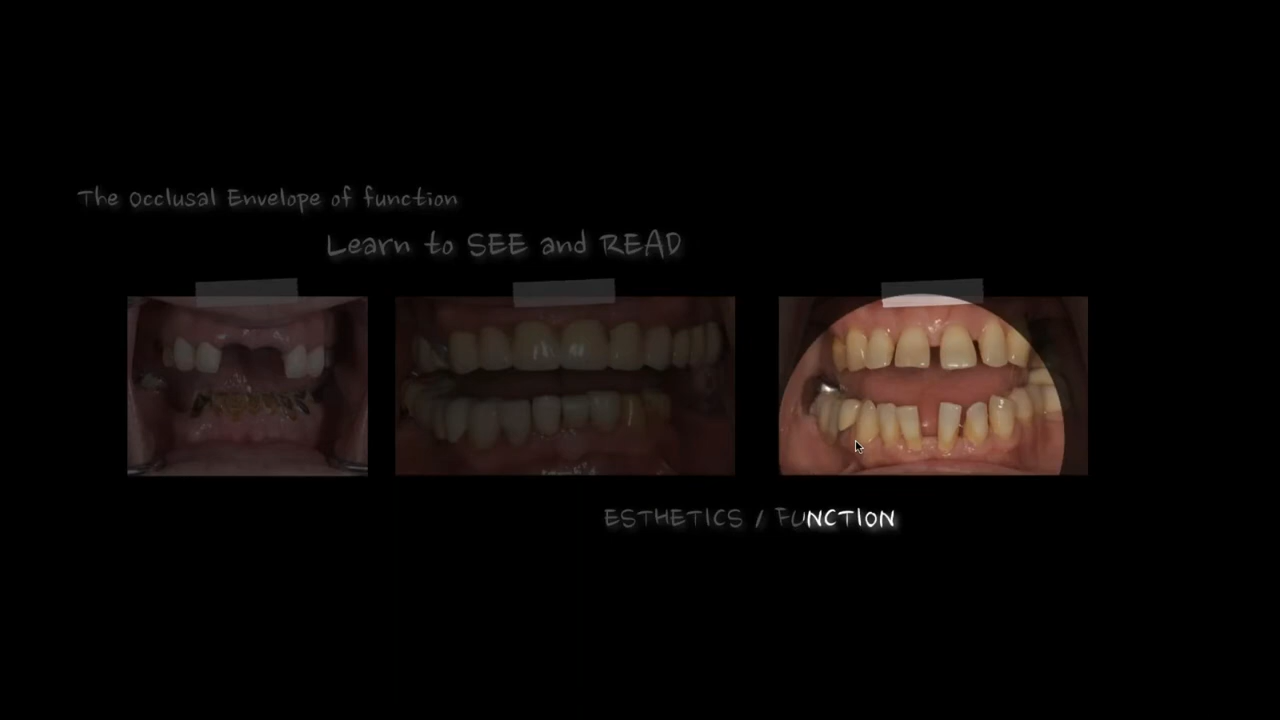 The Occlusal Envelope of function
Learn to SEE and READ
ESTHETICS / FUNCTION